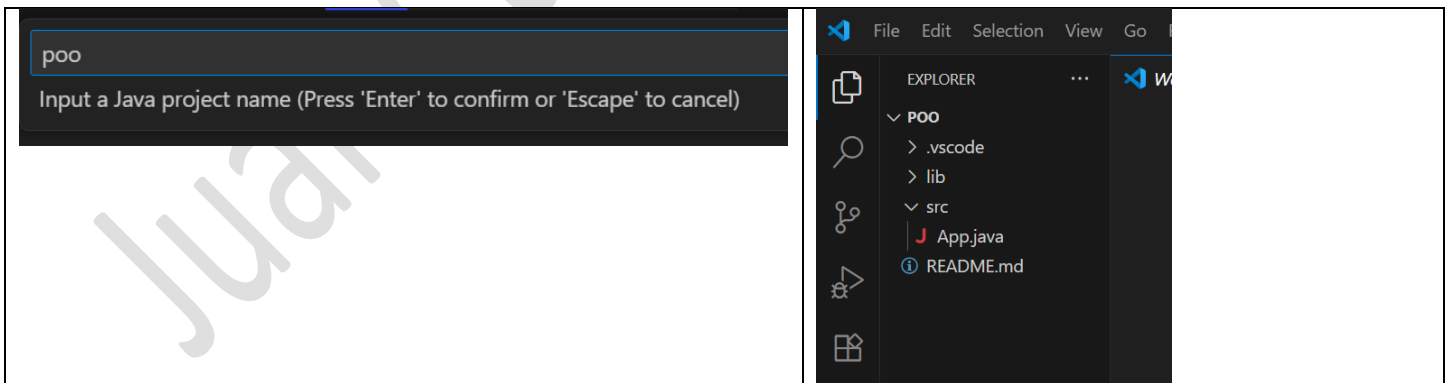 poo
Input a Java project name (Press 'Enter' to confirm or 'Escape' to cancel)
File Edit Selection View Go
EXPLORER ...
POO
.vscode
lib
src
J App.java
README.md